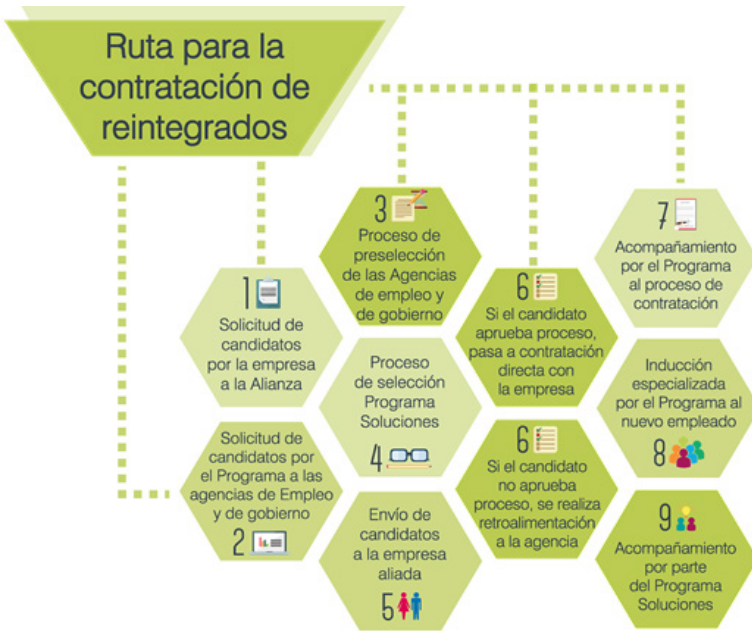 Ruta para la
contratación de
reintegrados
1
Solicitud de
candidatos
por la empresa
a la Alianza
Solicitud de
candidatos por
el Programa a las
agencias de Empleo
y de gobierno
2
3
Proceso de
preselección
de las Agencias
de empleo y
de gobierno
Proceso
de selección
Programa
Soluciones
4
Envío de
candidatos
a la empresa
aliada
5
6
Si el candidato
aprueba proceso,
pasa a contratación
directa con
la empresa
6
Si el candidato
no aprueba
proceso, se realiza
retroalimentación
a la agencia
7
Acompañamiento
por el Programa
al proceso de
contratación
Inducción
especializada
por el Programa al
nuevo empleado
8
9
Acompañamiento
por parte
del Programa
Soluciones